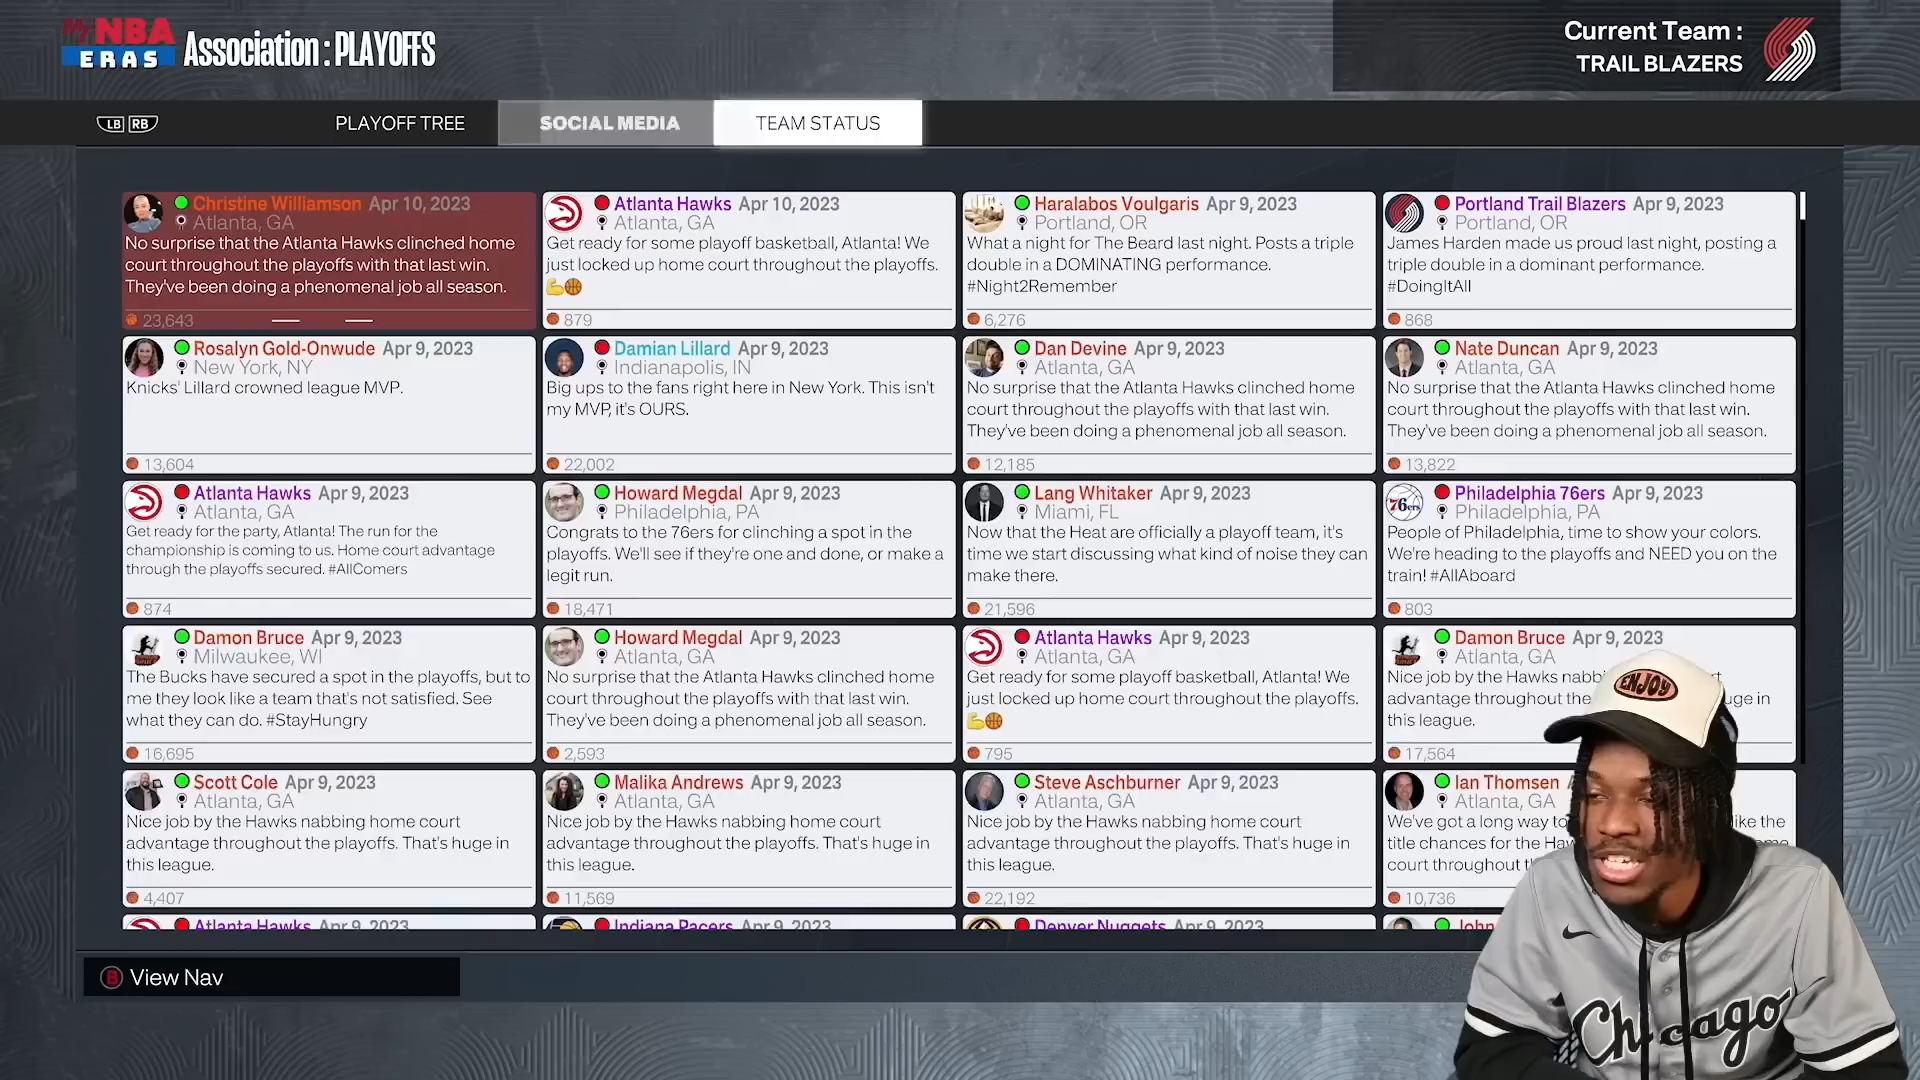 My NBA ERAS
Association : PLAYOFFS
Current Team :
TRAIL BLAZERS
LB RB
PLAYOFF TREE
SOCIAL MEDIA
TEAM STATUS
Christine Williamson Apr 10, 2023
Atlanta, GA
No surprise that the Atlanta Hawks clinched home
court throughout the playoffs with that last win.
They've been doing a phenomenal job all season.
23,643
Atlanta Hawks Apr 10, 2023
Atlanta, GA
Get ready for some playoff basketball, Atlanta! We
just locked up home court throughout the playoffs.
💪🏀
879
Haralabos Voulgaris Apr 9, 2023
Portland, OR
What a night for The Beard last night. Posts a triple
double in a DOMINATING performance.
#Night2Remember
6,276
Portland Trail Blazers Apr 9, 2023
Portland, OR
James Harden made us proud last night, posting a
triple double in a dominant performance.
#DoingItAll
868
Rosalyn Gold-Onwude Apr 9, 2023
New York, NY
Knicks' Lillard crowned league MVP.
13,604
Damian Lillard Apr 9, 2023
Indianapolis, IN
Big ups to the fans right here in New York. This isn't
my MVP, it's OURS.
22,002
Dan Devine Apr 9, 2023
Atlanta, GA
No surprise that the Atlanta Hawks clinched home
court throughout the playoffs with that last win.
They've been doing a phenomenal job all season.
12,185
Nate Duncan Apr 9, 2023
Atlanta, GA
No surprise that the Atlanta Hawks clinched home
court throughout the playoffs with that last win.
They've been doing a phenomenal job all season.
13,822
Atlanta Hawks Apr 9, 2023
Atlanta, GA
Get ready for the party, Atlanta! The run for the
championship is coming to us. Home court advantage
through the playoffs secured. #AllComers
874
Howard Megdal Apr 9, 2023
Philadelphia, PA
Congrats to the 76ers for clinching a spot in the
playoffs. We'll see if they're one and done, or make a
legit run.
18,471
Lang Whitaker Apr 9, 2023
Miami, FL
Now that the Heat are officially a playoff team, it's
time we start discussing what kind of noise they can
make there.
21,596
76ers
Philadelphia 76ers Apr 9, 2023
Philadelphia, PA
People of Philadelphia, time to show your colors.
We're heading to the playoffs and NEED you on the
train! #AllAboard
803
Damon Bruce Apr 9, 2023
Milwaukee, WI
The Bucks have secured a spot in the playoffs, but to
me they look like a team that's not satisfied. See
what they can do. #StayHungry
16,695
Howard Megdal Apr 9, 2023
Atlanta, GA
No surprise that the Atlanta Hawks clinched home
court throughout the playoffs with that last win.
They've been doing a phenomenal job all season.
2,593
Atlanta Hawks Apr 9, 2023
Atlanta, GA
Get ready for some playoff basketball, Atlanta! We
just locked up home court throughout the playoffs.
💪🏀
795
Damon Bruce Apr 9, 2023
Atlanta, GA
Nice job by the Hawks
advantage throughout the
this league.
17,564
Scott Cole Apr 9, 2023
Atlanta, GA
Nice job by the Hawks nabbing home court
advantage throughout the playoffs. That's huge in
this league.
4,407
Malika Andrews Apr 9, 2023
Atlanta, GA
Nice job by the Hawks nabbing home court
advantage throughout the playoffs. That's huge in
this league.
11,569
Steve Aschburner Apr 9, 2023
Atlanta, GA
Nice job by the Hawks nabbing home court
advantage throughout the playoffs. That's huge in
this league.
22,192
Ian Thomsen
Atlanta, GA
We've got a long way to like the
title chances for the
court throughout
10,736
Atlanta Hawks Apr 9, 2023
Indiana Pacers Apr 9, 2023
Denver Nuggets Apr 9, 2023
B View Nav
ENJOY
Chicago